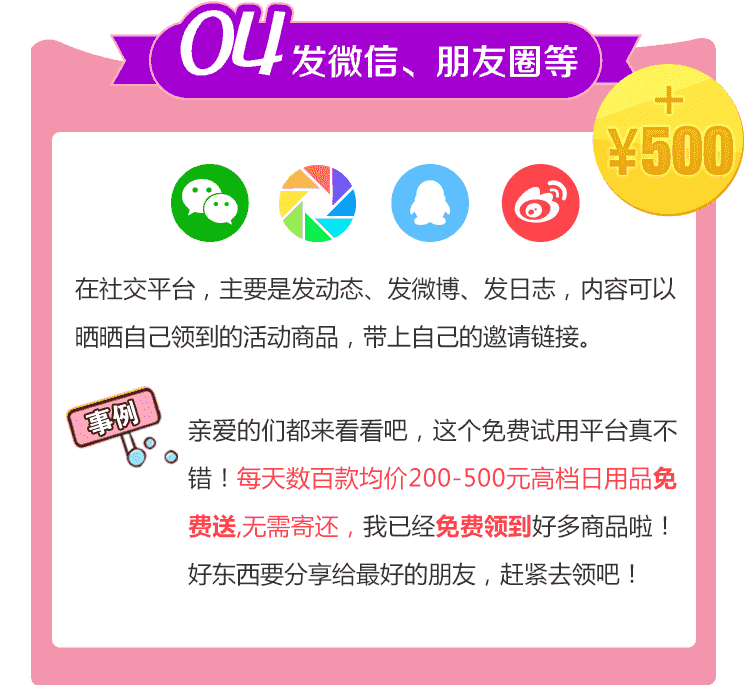 04 发微信、朋友圈等
+
¥500
在社交平台，主要是发动态、发微博、发日志，内容可以
晒晒自己领到的活动商品，带上自己的邀请链接。
事例
亲爱的们都来看看吧，这个免费试用平台真不
错！每天数百款均价200-500元高档日用品免
费送,无需寄还，我已经免费领到好多商品啦！
好东西要分享给最好的朋友，赶紧去领吧！